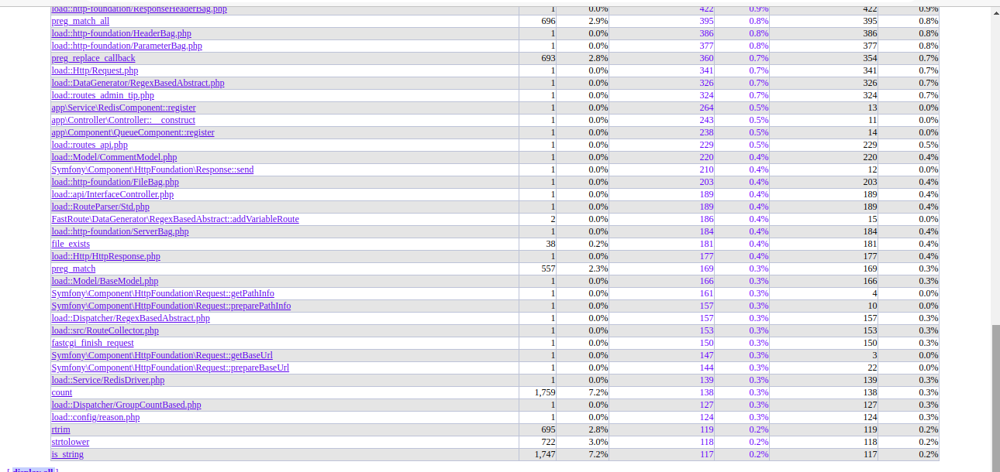 load::http-foundation/ResponseHeaderBag.php 1 0.0% 422 0.9% 422 0.9%
preg_match_all 696 2.9% 395 0.8% 395 0.8%
load::http-foundation/HeaderBag.php 1 0.0% 386 0.8% 386 0.8%
load::http-foundation/ParameterBag.php 1 0.0% 377 0.8% 377 0.8%
preg_replace_callback 693 2.8% 360 0.7% 354 0.7%
load::Http/Request.php 1 0.0% 341 0.7% 341 0.7%
load::DataGenerator/RegexBasedAbstract.php 1 0.0% 326 0.7% 326 0.7%
load::routes_admin_tip.php 1 0.0% 324 0.7% 324 0.7%
app\Service\RedisComponent::register 1 0.0% 264 0.5% 13 0.0%
app\Controller\Controller::__construct 1 0.0% 243 0.5% 11 0.0%
app\Component\QueueComponent::register 1 0.0% 238 0.5% 14 0.0%
load::routes_api.php 1 0.0% 229 0.5% 229 0.5%
load::Model/CommentModel.php 1 0.0% 220 0.4% 220 0.4%
Symfony\Component\HttpFoundation\Response::send 1 0.0% 210 0.4% 12 0.0%
load::http-foundation/FileBag.php 1 0.0% 203 0.4% 203 0.4%
load::api/InterfaceController.php 1 0.0% 189 0.4% 189 0.4%
load::RouteParser/Std.php 1 0.0% 189 0.4% 189 0.4%
FastRoute\DataGenerator\RegexBasedAbstract::addVariableRoute 2 0.0% 186 0.4% 15 0.0%
load::http-foundation/ServerBag.php 1 0.0% 184 0.4% 184 0.4%
file_exists 38 0.2% 181 0.4% 181 0.4%
load::Http/HttpResponse.php 1 0.0% 177 0.4% 177 0.4%
preg_match 557 2.3% 169 0.3% 169 0.3%
load::Model/BaseModel.php 1 0.0% 166 0.3% 166 0.3%
Symfony\Component\HttpFoundation\Request::getPathInfo 1 0.0% 161 0.3% 4 0.0%
Symfony\Component\HttpFoundation\Request::preparePathInfo 1 0.0% 157 0.3% 10 0.0%
load::Dispatcher/RegexBasedAbstract.php 1 0.0% 157 0.3% 157 0.3%
load::src/RouteCollector.php 1 0.0% 153 0.3% 153 0.3%
fastcgi_finish_request 1 0.0% 150 0.3% 150 0.3%
Symfony\Component\HttpFoundation\Request::getBaseUrl 1 0.0% 147 0.3% 3 0.0%
Symfony\Component\HttpFoundation\Request::prepareBaseUrl 1 0.0% 144 0.3% 22 0.0%
load::Service/RedisDriver.php 1 0.0% 139 0.3% 139 0.3%
count 1,759 7.2% 138 0.3% 138 0.3%
load::Dispatcher/GroupCountBased.php 1 0.0% 127 0.3% 127 0.3%
load::config/reason.php 1 0.0% 124 0.3% 124 0.3%
rtrim 695 2.8% 119 0.2% 119 0.2%
strtolower 722 3.0% 118 0.2% 118 0.2%
is_string 1,747 7.2% 117 0.2% 117 0.2%
[ display all ]